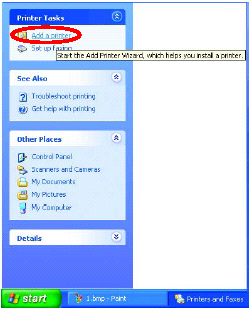 Printer Tasks
Add a printer
Start the Add Printer Wizard, which helps you install a printer.
Set up faxing
See Also
Troubleshoot printing
Get help with printing
Other Places
Control Panel
Scanners and Cameras
My Documents
My Pictures
My Computer
Details
start
1.bmp - Paint
Printers and Faxes